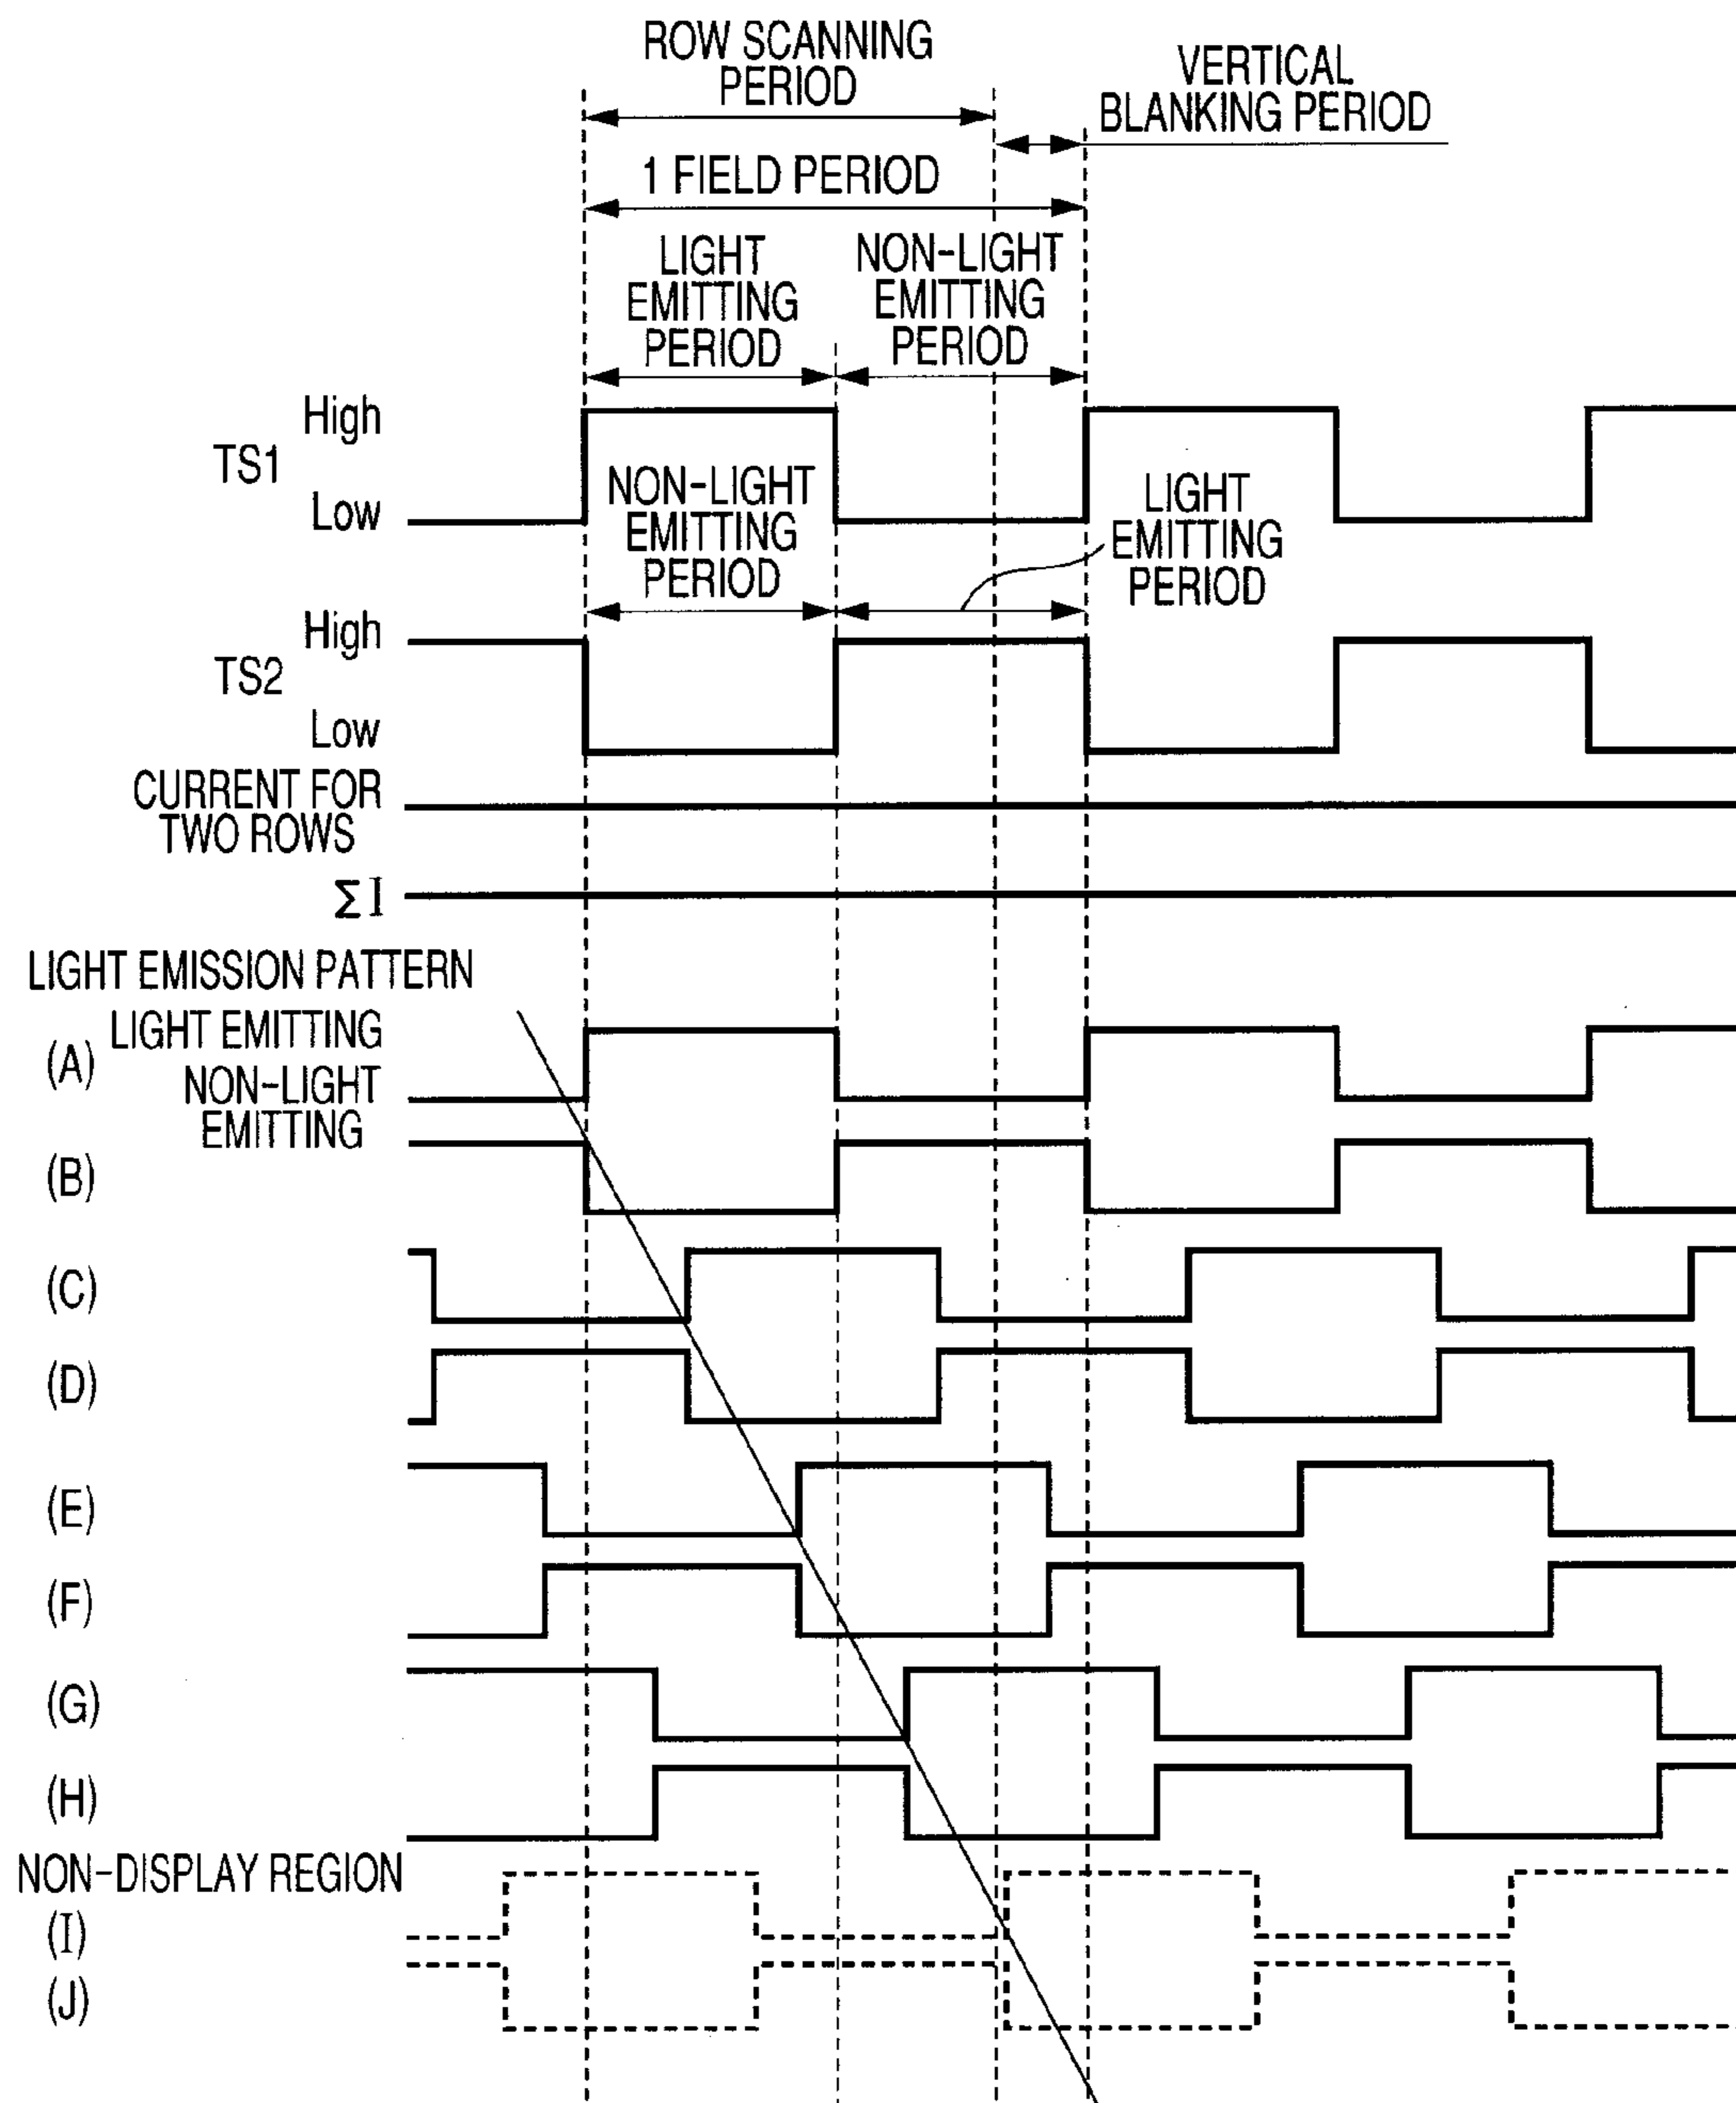 ROW SCANNING
PERIOD
VERTICAL
BLANKING PERIOD
1 FIELD PERIOD
LIGHT
EMITTING
PERIOD
NON-LIGHT
EMITTING
PERIOD
High
TS1
Low
NON-LIGHT
EMITTING
PERIOD
LIGHT
EMITTING
PERIOD
High
TS2
Low
CURRENT FOR
TWO ROWS
ΣI
LIGHT EMISSION PATTERN
LIGHT EMITTING
(A)
NON-LIGHT
EMITTING
(B)
(C)
(D)
(E)
(F)
(G)
(H)
NON-DISPLAY REGION
(I)
(J)